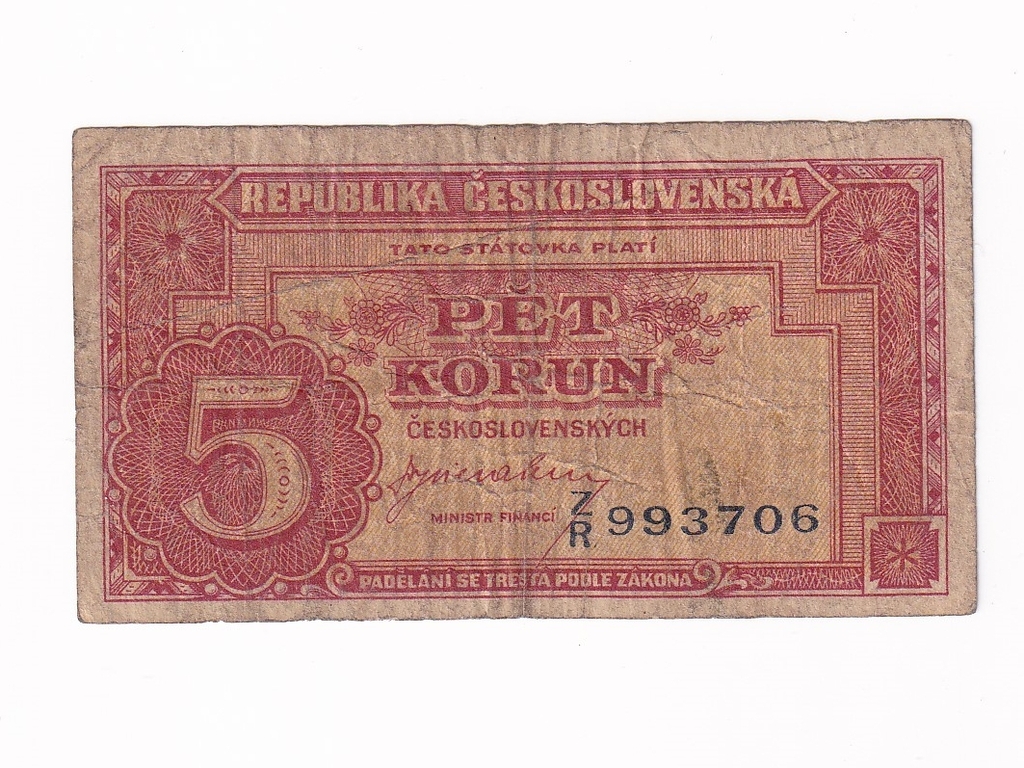 REPUBLIKA ČESKOSLOVENSKÁ
TATO STÁTOVKA PLATÍ
PĚT
KORUN
ČESKOSLOVENSKÝCH
5
MINISTR FINANCÍ
Z/R 993706
PADĚLÁNÍ SE TRESTÁ PODLE ZÁKONA